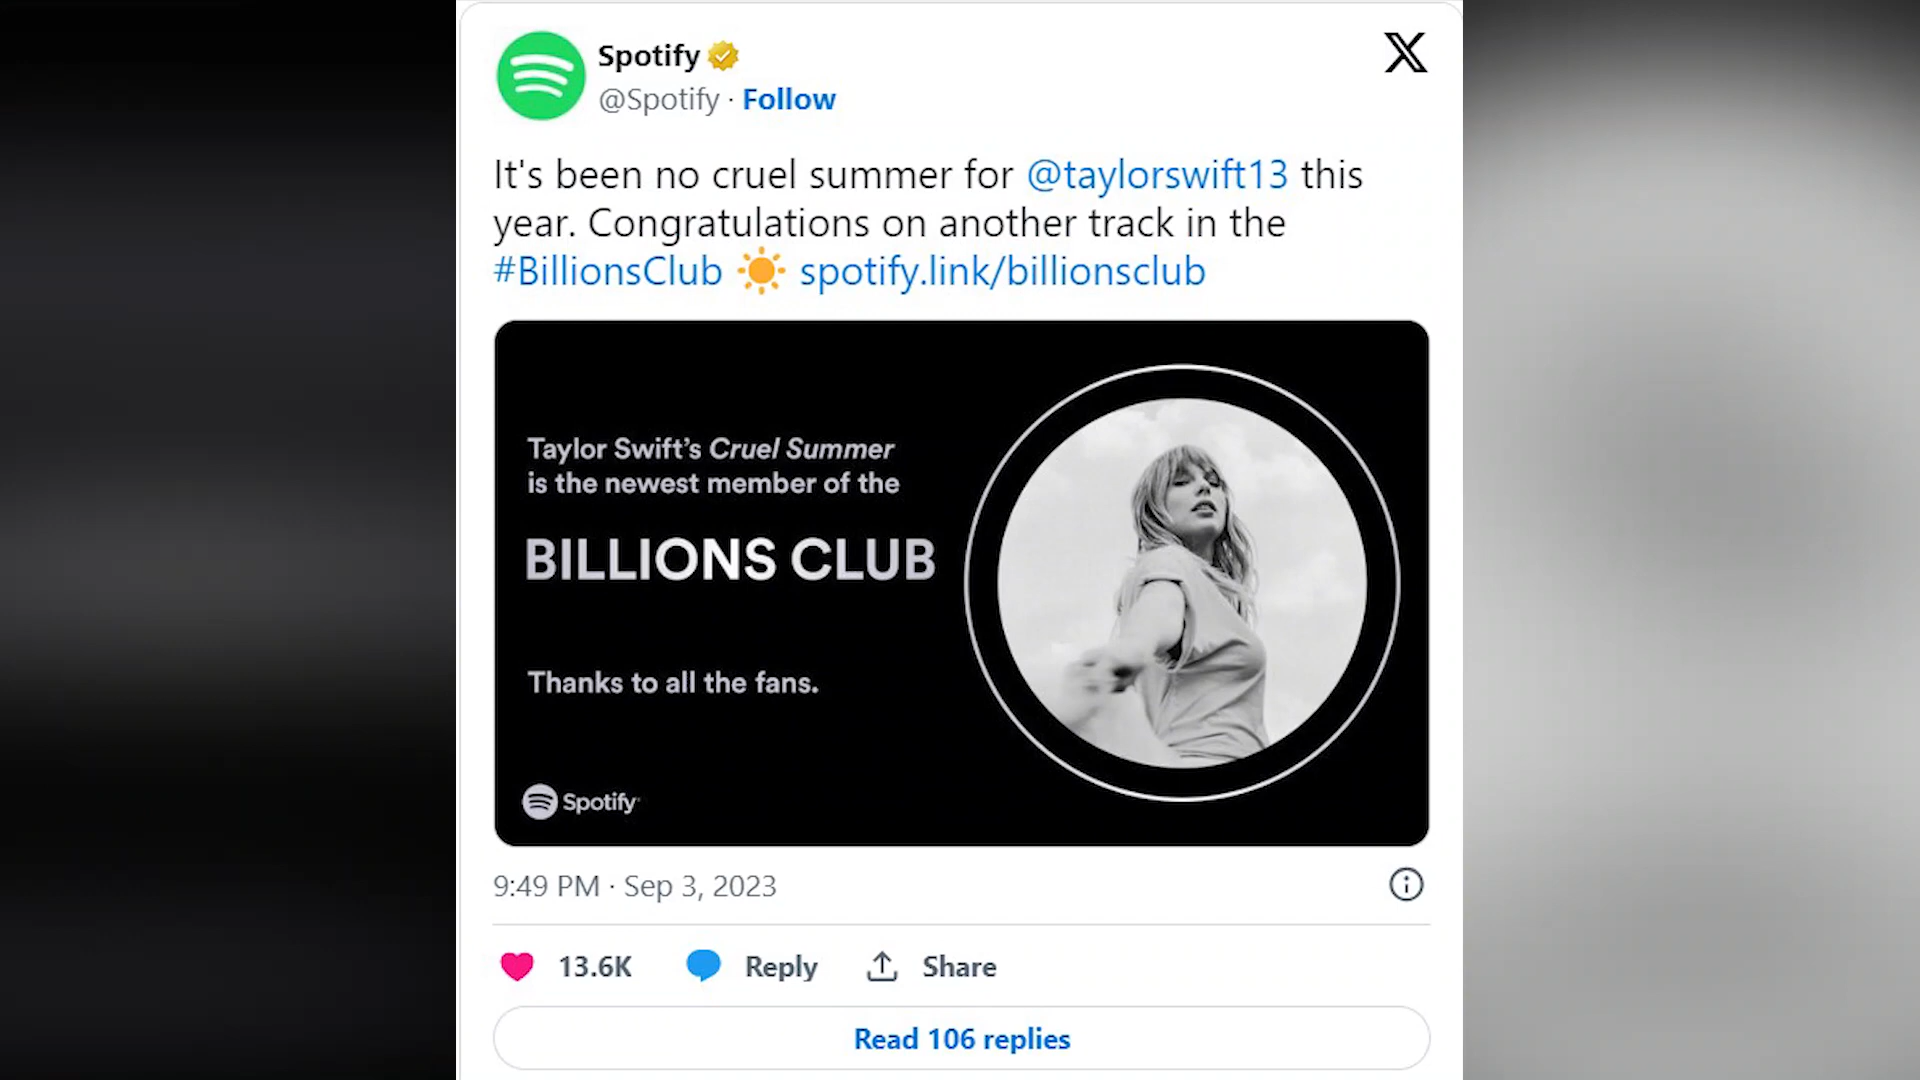 Spotify
@Spotify · Follow
It's been no cruel summer for @taylorswift13 this
year. Congratulations on another track in the
#BillionsClub ☀️ spotify.link/billionsclub
Taylor Swift’s Cruel Summer
is the newest member of the
BILLIONS CLUB
Thanks to all the fans.
Spotify
9:49 PM · Sep 3, 2023
13.6K Reply Share
Read 106 replies